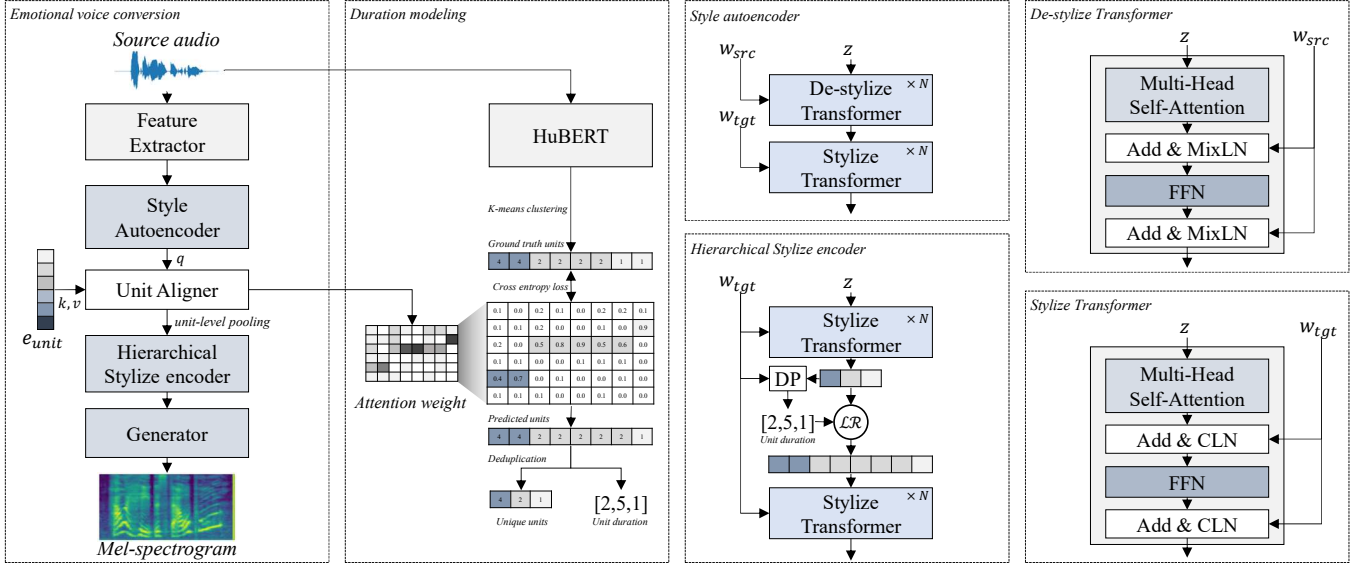 Emotional voice conversion
Source audio
Feature
Extractor
Style
Autoencoder
q
Unit Aligner
k, v
e_unit
unit-level pooling
Hierarchical
Stylize encoder
Generator
Mel-spectrogram
Duration modeling
HuBERT
K-means clustering
Ground truth units
4 4 2 2 2 2 1 1
Cross entropy loss
0.1 0.0 0.2 0.1 0.1 0.1 0.0 0.0
0.1 0.1 0.0 0.0 0.1 0.0 0.1 0.9
0.2 0.0 0.5 0.8 0.9 0.5 0.6 0.0
0.1 0.1 0.0 0.0 0.0 0.1 0.1 0.0
0.4 0.7 0.0 0.1 0.0 0.0 0.1 0.0
0.1 0.1 0.1 0.0 0.0 0.1 0.0 0.0
Attention weight
Predicted units
4 4 2 2 2 2 2 1
Deduplication
4 2 1
[2,5,1]
Unique units
Unit duration
Style autoencoder
w_src
z
De-stylize
Transformer
× N
w_tgt
Stylize
Transformer
× N
Hierarchical Stylize encoder
w_tgt
z
Stylize
Transformer
× N
DP
[2,5,1]
Unit duration
LR
Stylize
Transformer
× N
De-stylize Transformer
z
w_src
Multi-Head
Self-Attention
Add & MixLN
FFN
Add & MixLN
Stylize Transformer
z
w_tgt
Multi-Head
Self-Attention
Add & CLN
FFN
Add & CLN